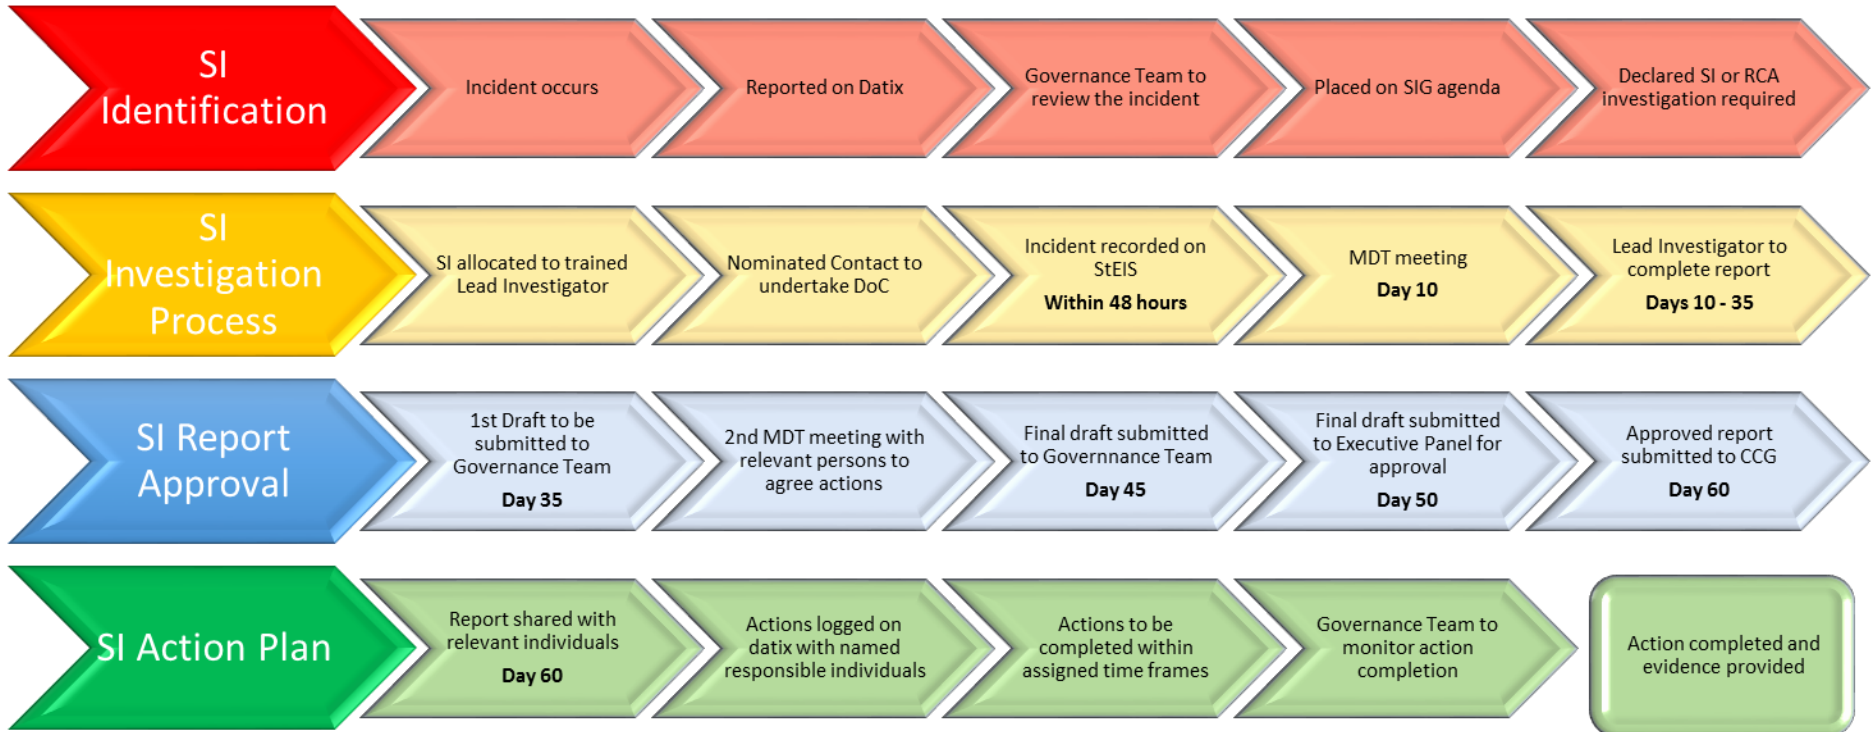 SI
Identification
Incident occurs
Reported on Datix
Governance Team to
review the incident
Placed on SIG agenda
Declared SI or RCA
investigation required
SI
Investigation
Process
SI allocated to trained
Lead Investigator
Nominated Contact to
undertake DoC
Incident recorded on
StEIS
Within 48 hours
MDT meeting
Day 10
Lead Investigator to
complete report
Days 10 - 35
SI Report
Approval
1st Draft to be
submitted to
Governance Team
Day 35
2nd MDT meeting with
relevant persons to
agree actions
Final draft submitted
to Governnance Team
Day 45
Final draft submitted
to Executive Panel for
approval
Day 50
Approved report
submitted to CCG
Day 60
SI Action Plan
Report shared with
relevant individuals
Day 60
Actions logged on
datix with named
responsible individuals
Actions to be
completed within
assigned time frames
Governance Team to
monitor action
completion
Action completed and
evidence provided